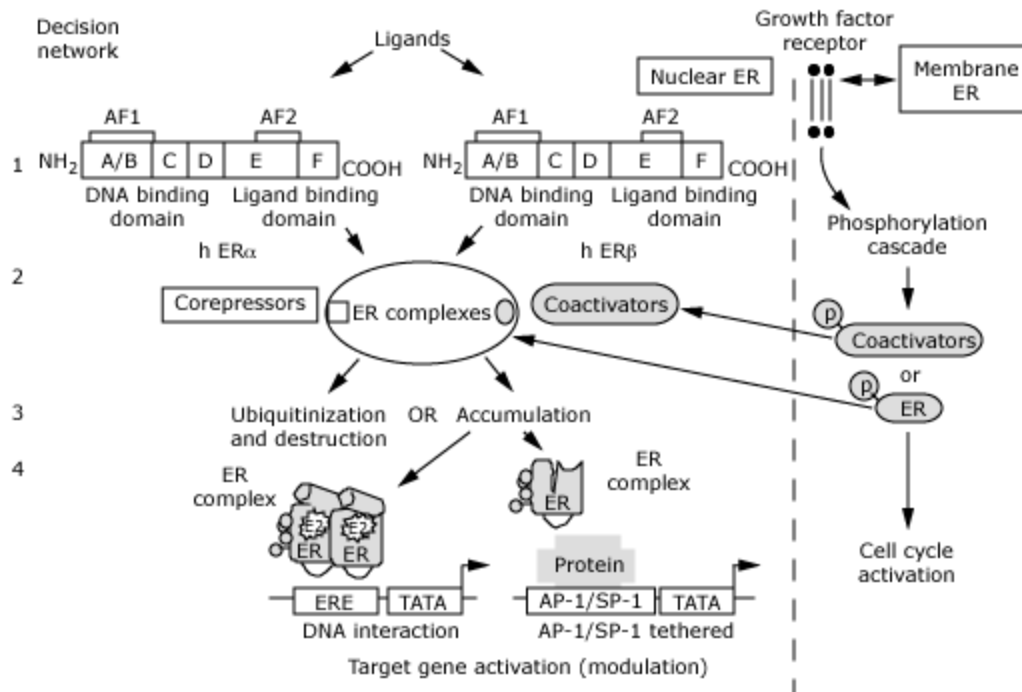 Decision
network
Ligands
Growth factor
receptor
Nuclear ER
Membrane
ER
AF1
AF2
AF1
AF2
1
NH2 A/B C D E F COOH
NH2 A/B C D E F COOH
DNA binding
domain
Ligand binding
domain
DNA binding
domain
Ligand binding
domain
h ERα
h ERβ
Phosphorylation
cascade
2
Corepressors
ER complexes
Coactivators
p
Coactivators
or
p
ER
3
Ubiquitinization
and destruction
OR
Accumulation
4
ER
complex
ER
complex
E2
E2
ER
ER
ER
Cell cycle
activation
Protein
ERE
TATA
AP-1/SP-1
TATA
DNA interaction
AP-1/SP-1 tethered
Target gene activation (modulation)